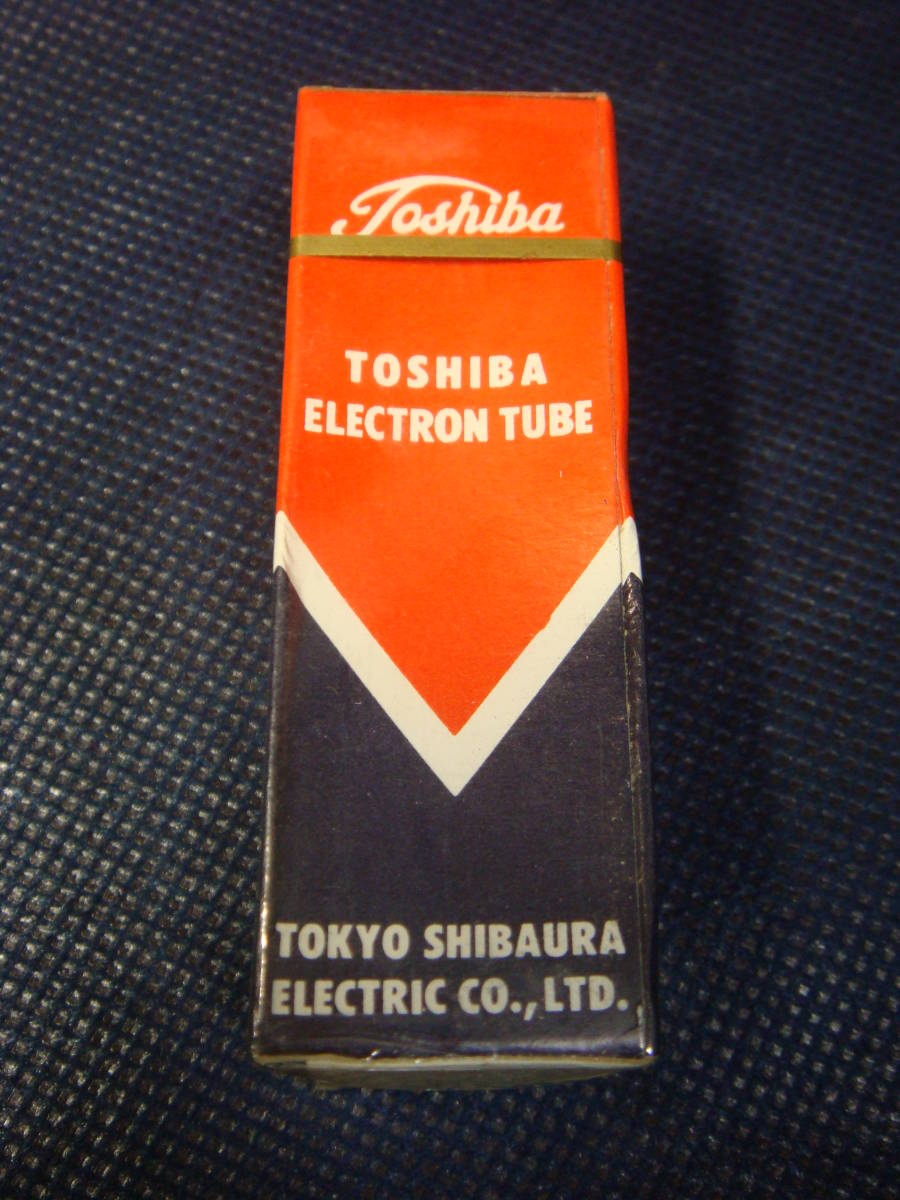 Toshiba
TOSHIBA
ELECTRON TUBE
TOKYO SHIBAURA
ELECTRIC CO., LTD.